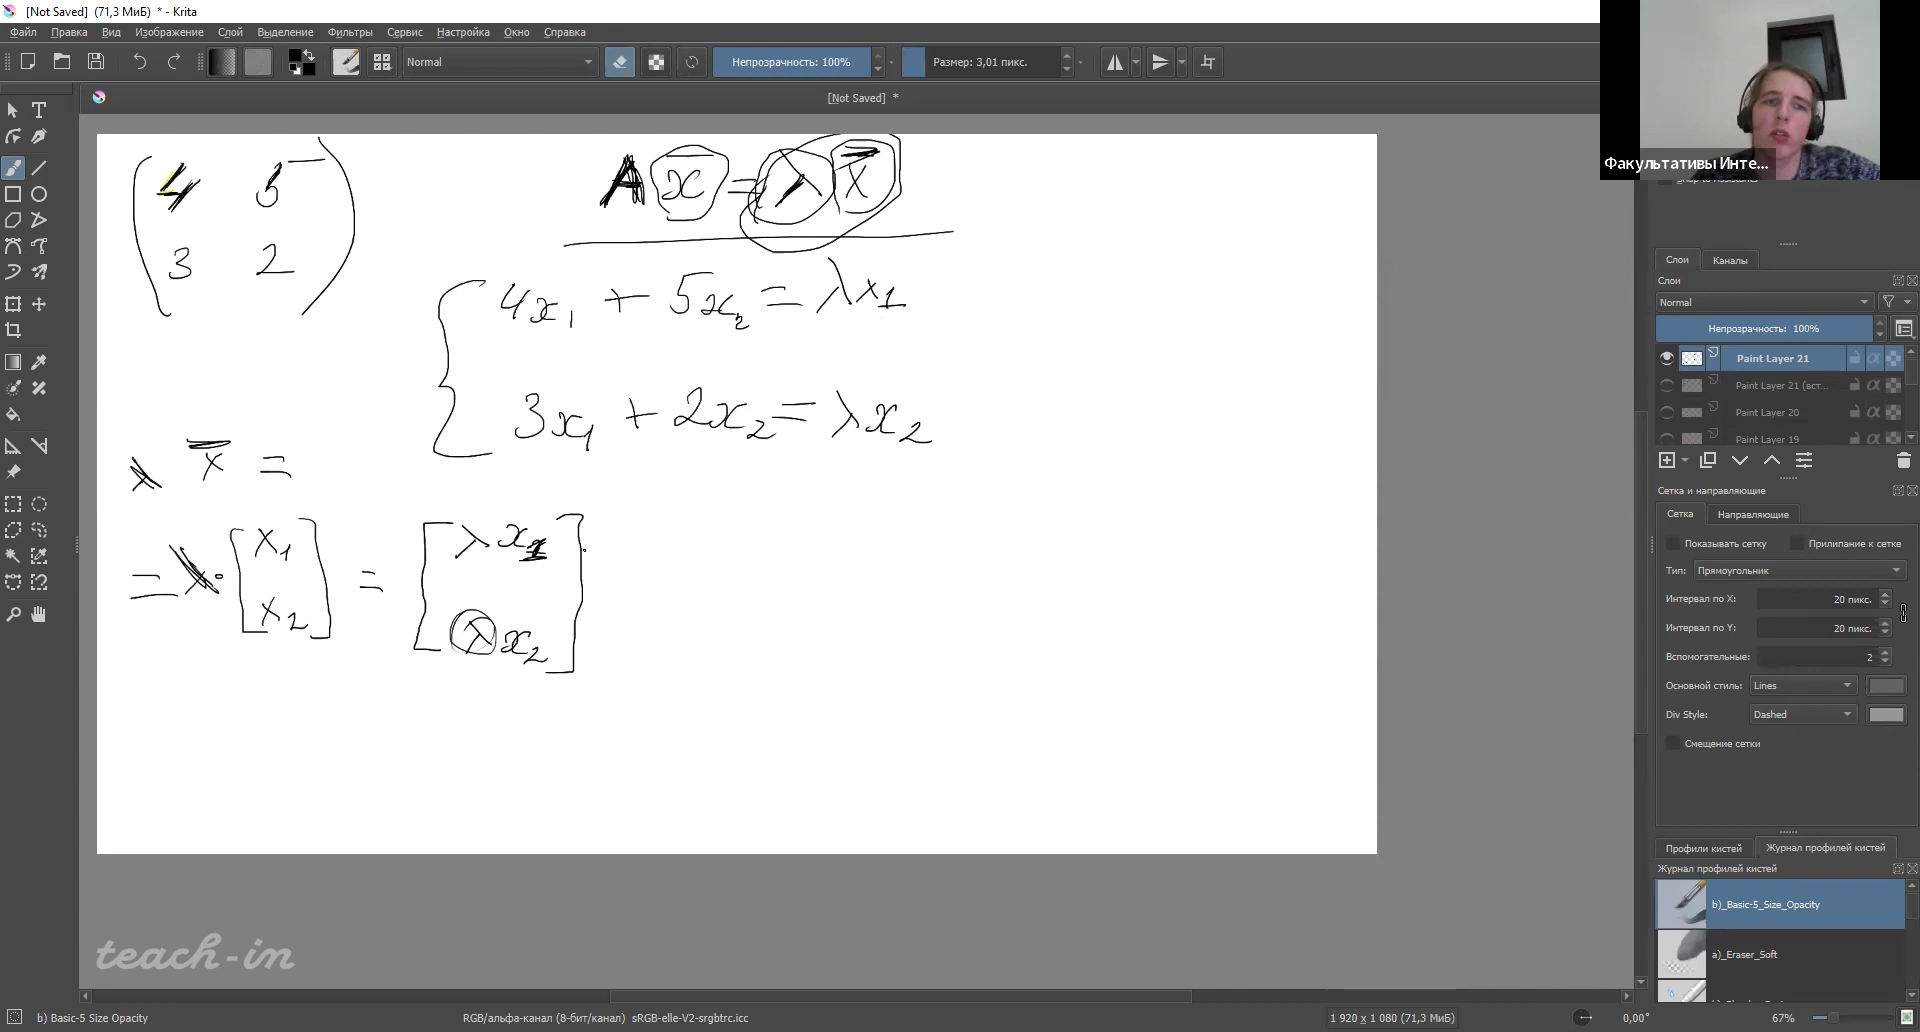 [Not Saved] (71,3 МиБ) * - Krita
Файл Правка Вид Изображение Слой Выделение Фильтры Сервис Настройка Окно Справка
Normal Непрозрачность: 100% Размер: 3,01 пикс.
[Not Saved] *
Факультативы Инте...
4 5
3 2
A x̄ = λ x̄
4x₁ + 5x₂ = λx₁
3x₁ + 2x₂ = λx₂
λ x̄ =
= λ · [x₁ x₂] = [λx₁ λx₂]
teach-in
Слои Каналы
Слои
Normal
Непрозрачность: 100%
Paint Layer 21
Paint Layer 21 (вст...
Paint Layer 20
Paint Layer 19
Сетка и направляющие
Сетка Направляющие
Показывать сетку Прилипание к сетке
Тип: Прямоугольник
Интервал по X: 20 пикс.
Интервал по Y: 20 пикс.
Вспомогательные: 2
Основной стиль: Lines
Div Style: Dashed
Смещение сетки
Профили кистей Журнал профилей кистей
Журнал профилей кистей
b)_Basic-5_Size_Opacity
a)_Eraser_Soft
b) Basic-5 Size Opacity RGB/альфа-канал (8-бит/канал) sRGB-elle-V2-srgbtrc.icc 1 920 x 1 080 (71,3 МиБ) 0,00° 67%